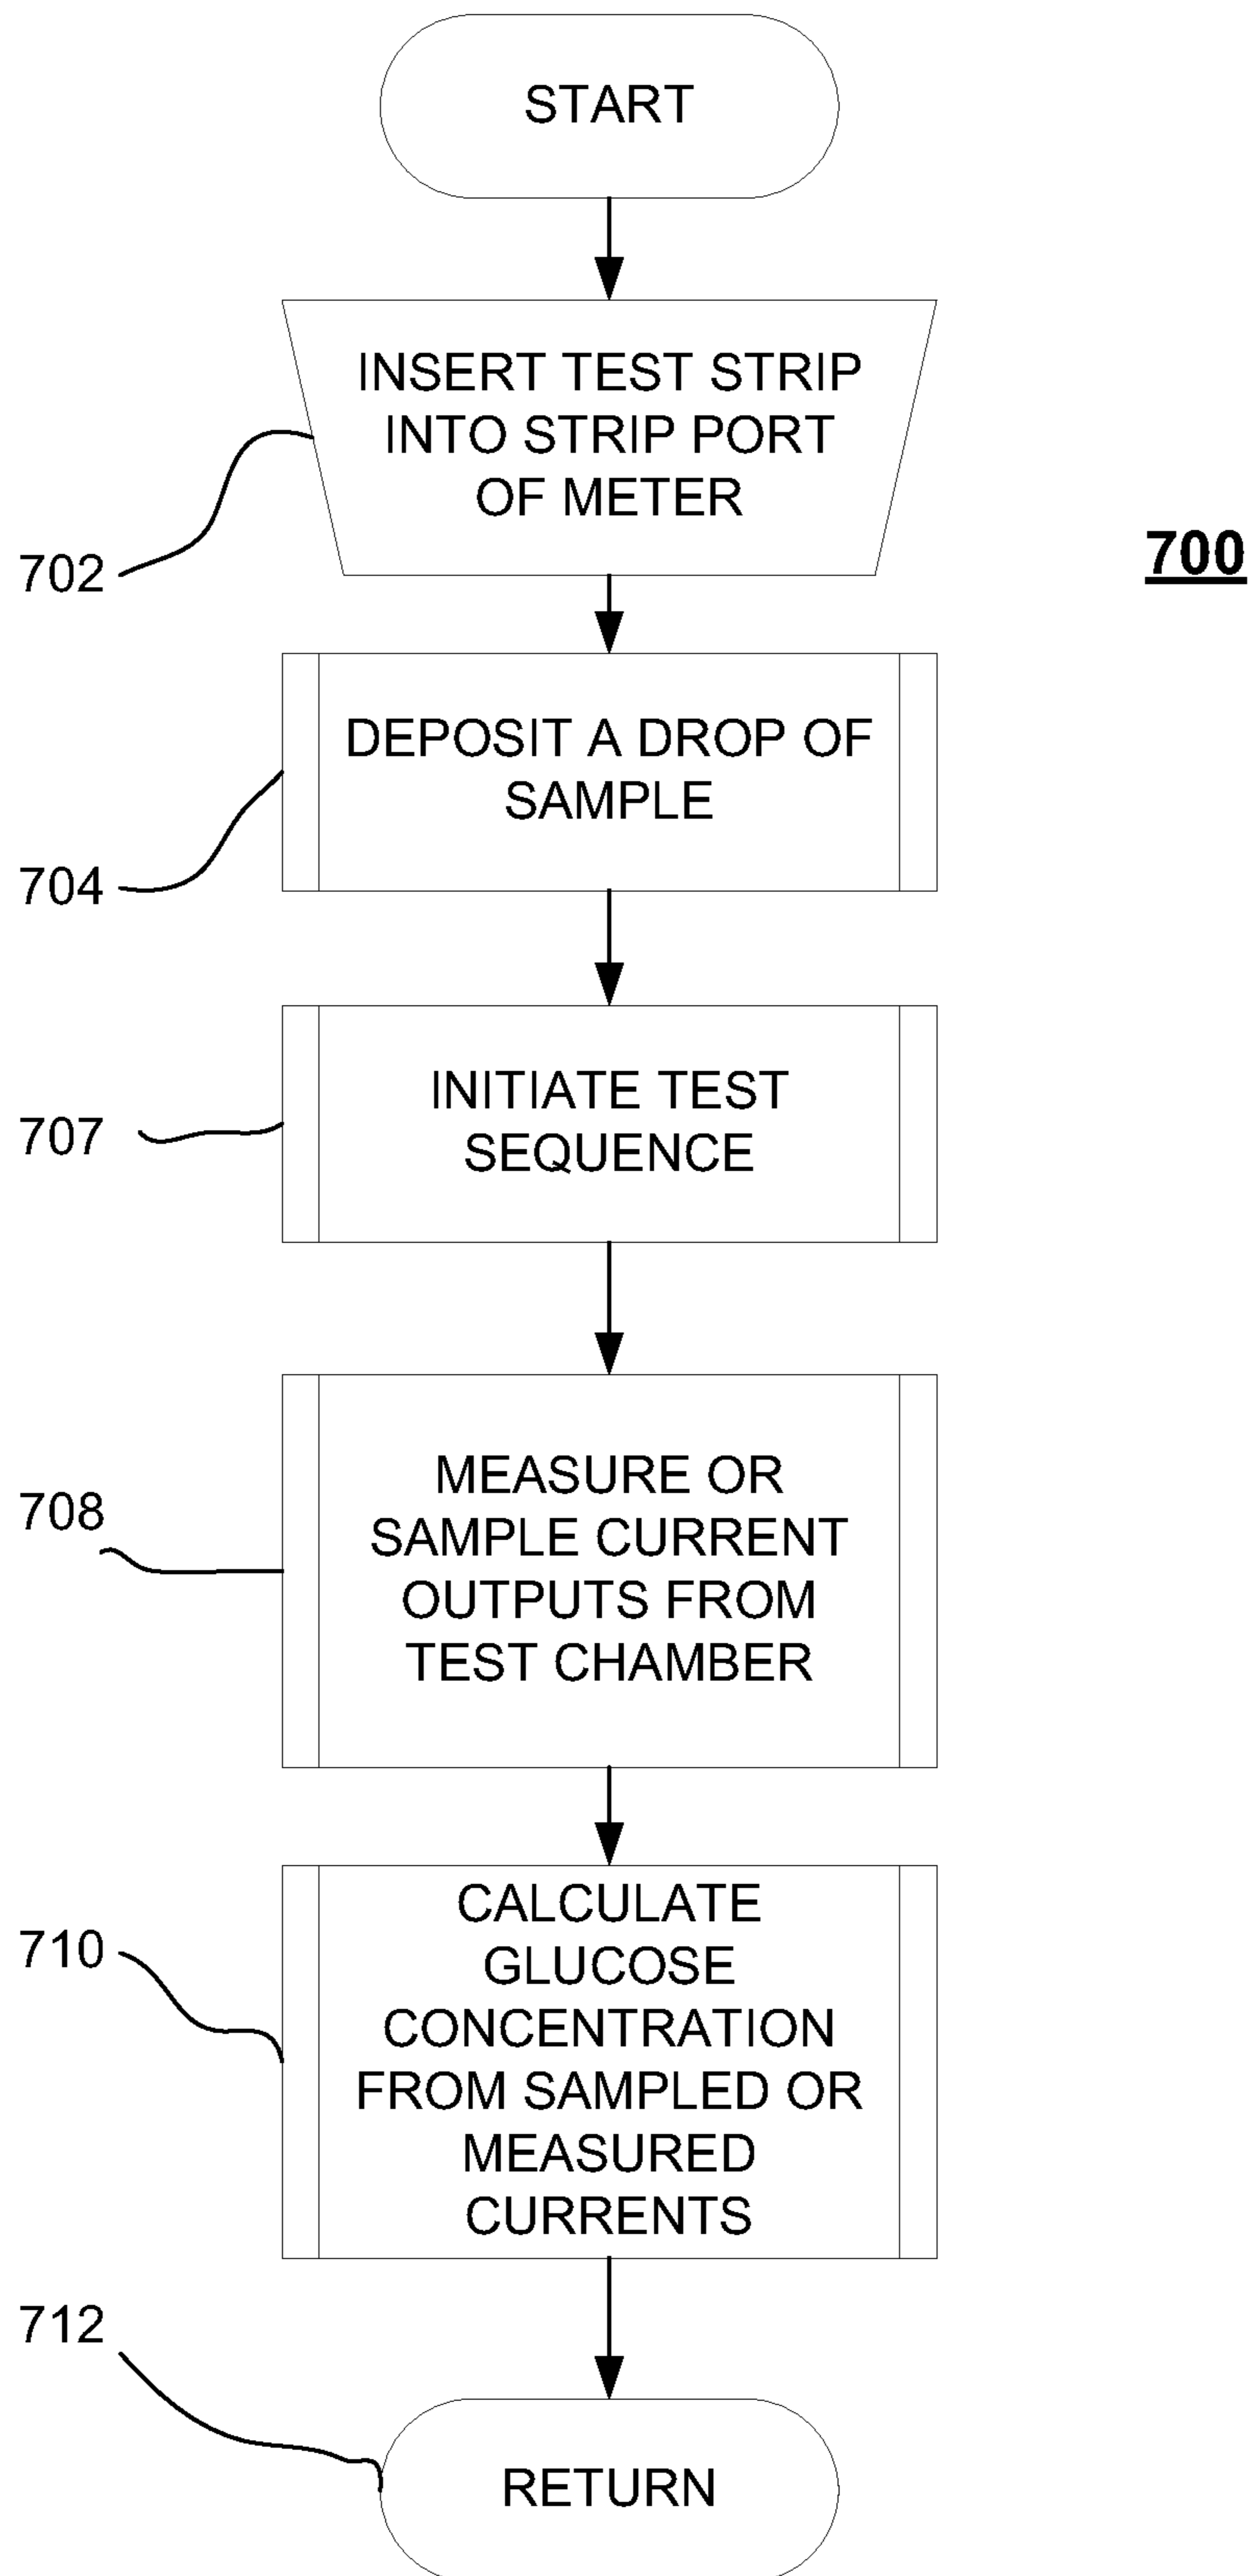 START
INSERT TEST STRIP
INTO STRIP PORT
OF METER
702
700
DEPOSIT A DROP OF
SAMPLE
704
INITIATE TEST
SEQUENCE
707
MEASURE OR
SAMPLE CURRENT
OUTPUTS FROM
TEST CHAMBER
708
CALCULATE
GLUCOSE
CONCENTRATION
FROM SAMPLED OR
MEASURED
CURRENTS
710
712
RETURN